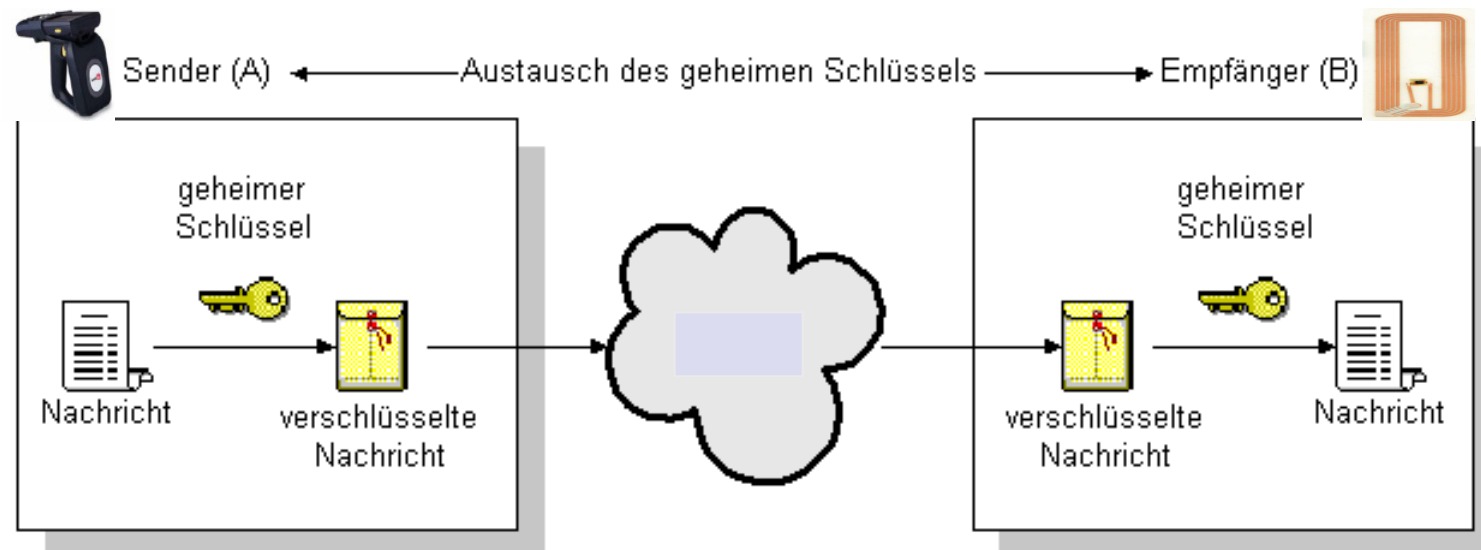 Sender (A)
Austausch des geheimen Schlüssels
Empfänger (B)
geheimer
Schlüssel
Nachricht
verschlüsselte
Nachricht
geheimer
Schlüssel
verschlüsselte
Nachricht
Nachricht